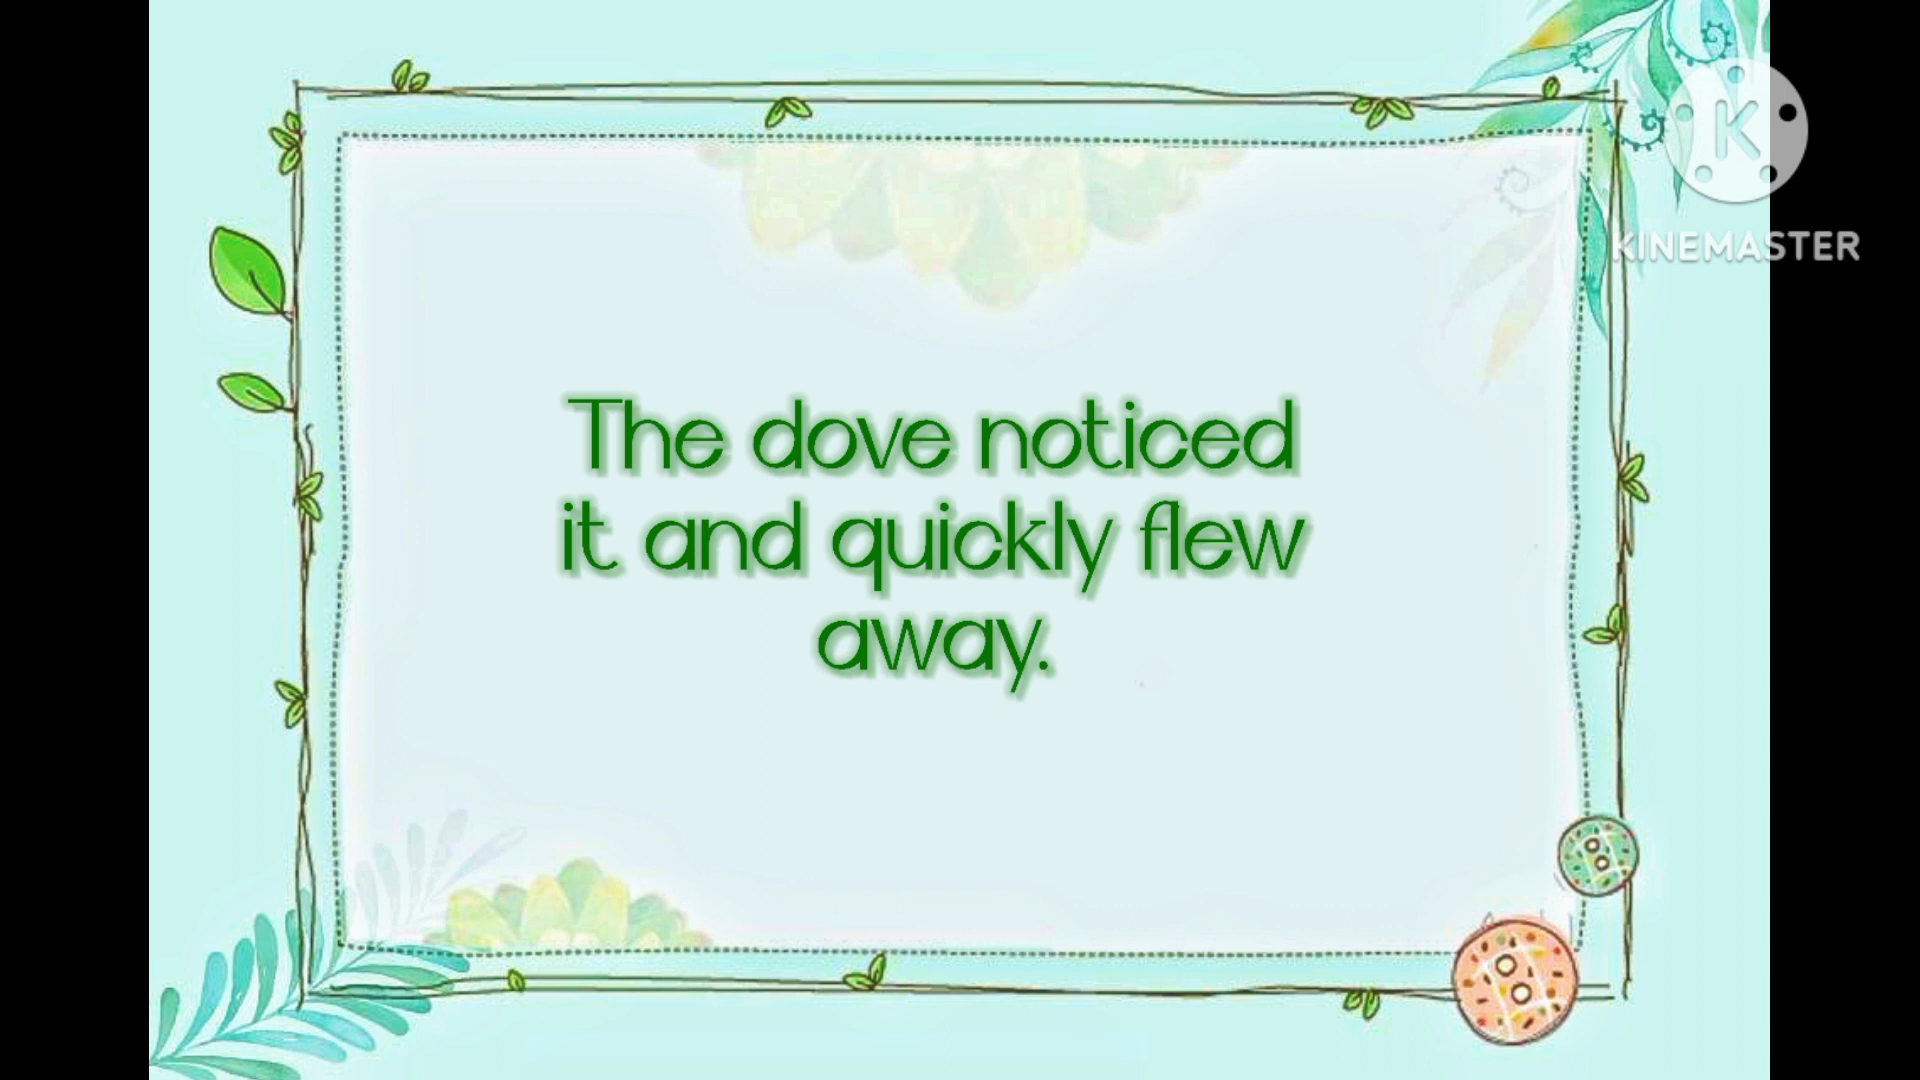 K
KINEMASTER
The dove noticed
it and quickly flew
away.